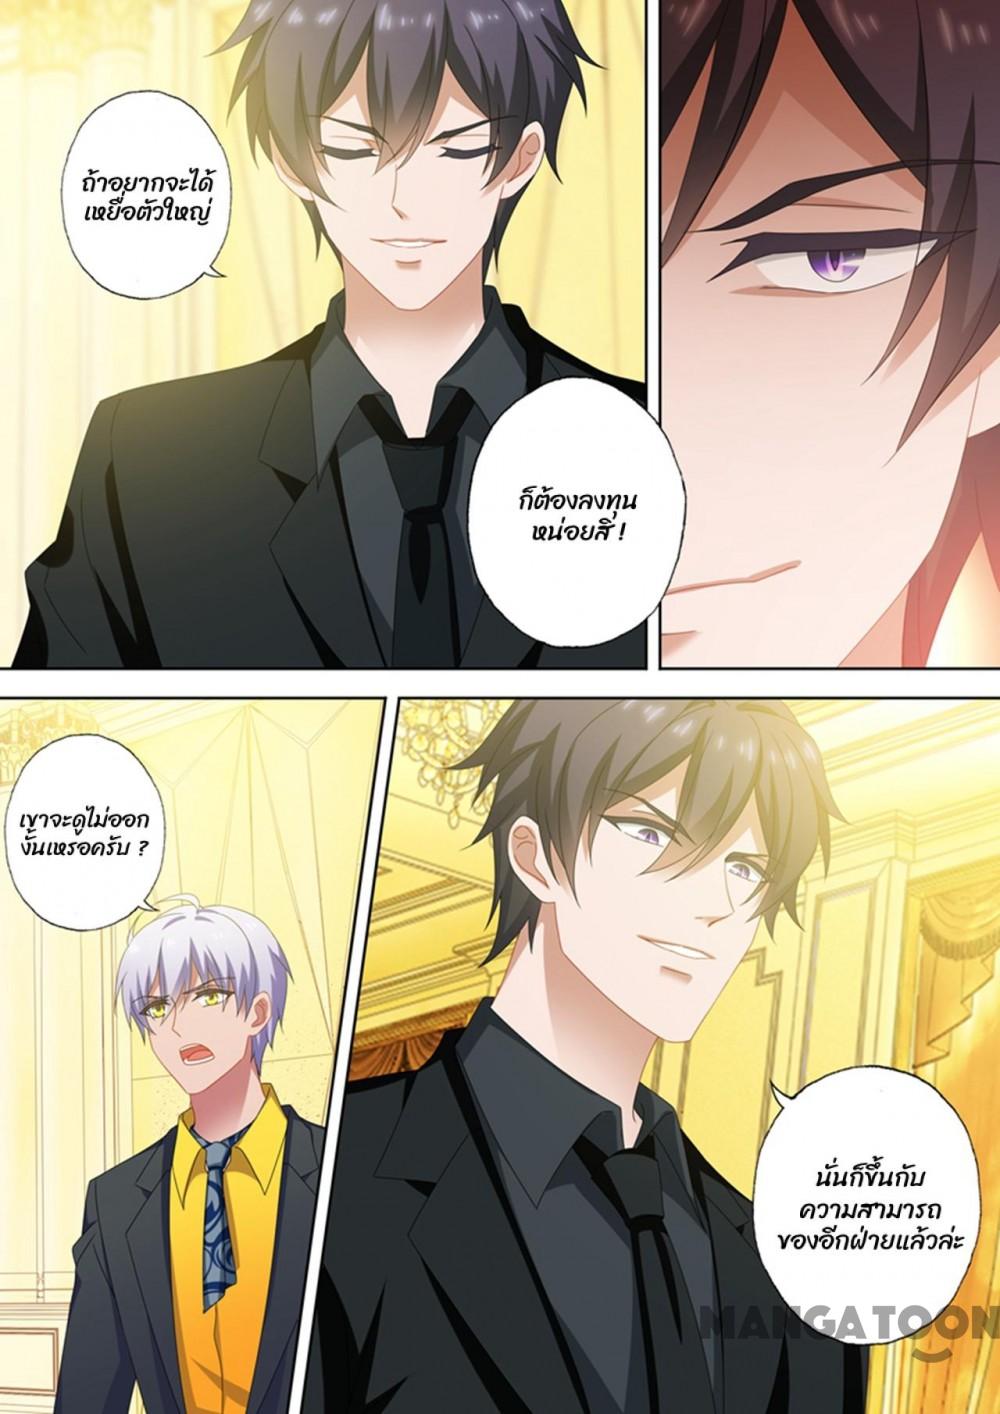 ถ้าอยากจะได้
เหยื่อตัวใหญ่
ก็ต้องลงทุน
หน่อยสิ !
เขาจะดูไม่ออก
งั้นเหรอครับ ?
นั่นก็ขึ้นกับ
ความสามารถ
ของอีกฝ่ายแล้วล่ะ
MANGATOON